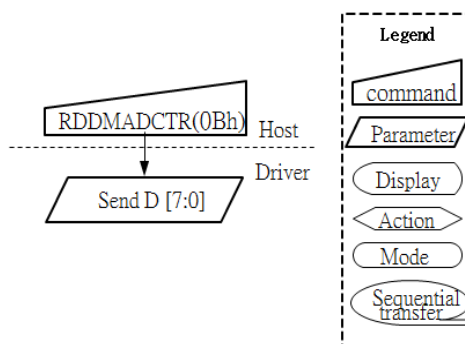 RDDMADCTR(0Bh)
Host
Driver
Send D [7:0]
Legend
command
Parameter
Display
Action
Mode
Sequential
transfer